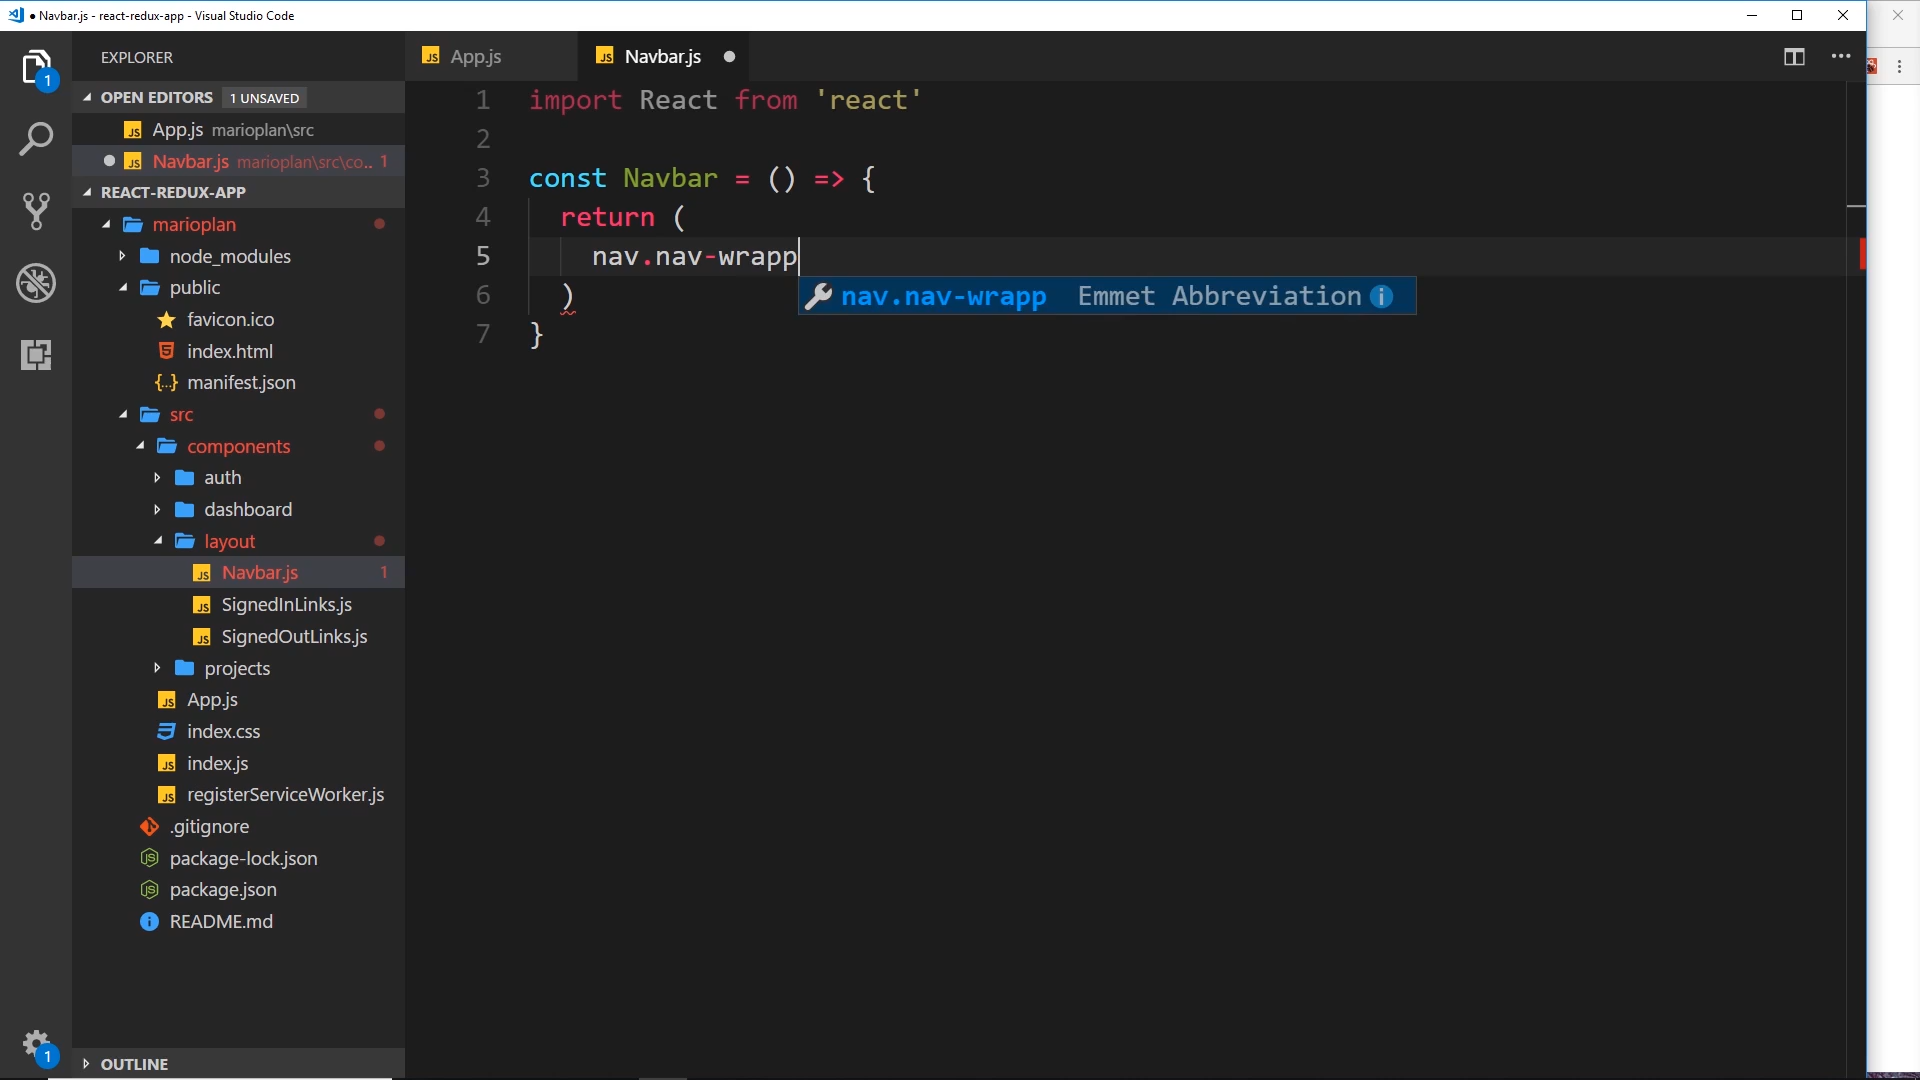 Navbar.js - react-redux-app - Visual Studio Code
EXPLORER
OPEN EDITORS 1 UNSAVED
App.js marioplan\src
Navbar.js marioplan\src\co.. 1
REACT-REDUX-APP
marioplan
node_modules
public
favicon.ico
index.html
manifest.json
src
components
auth
dashboard
layout
Navbar.js 1
SignedInLinks.js
SignedOutLinks.js
projects
App.js
index.css
index.js
registerServiceWorker.js
.gitignore
package-lock.json
package.json
README.md
OUTLINE
1
1
App.js
Navbar.js
1 import React from 'react'
2
3 const Navbar = () => {
4 return (
5 nav.nav-wrapp
nav.nav-wrapp Emmet Abbreviation
6 )
7 }